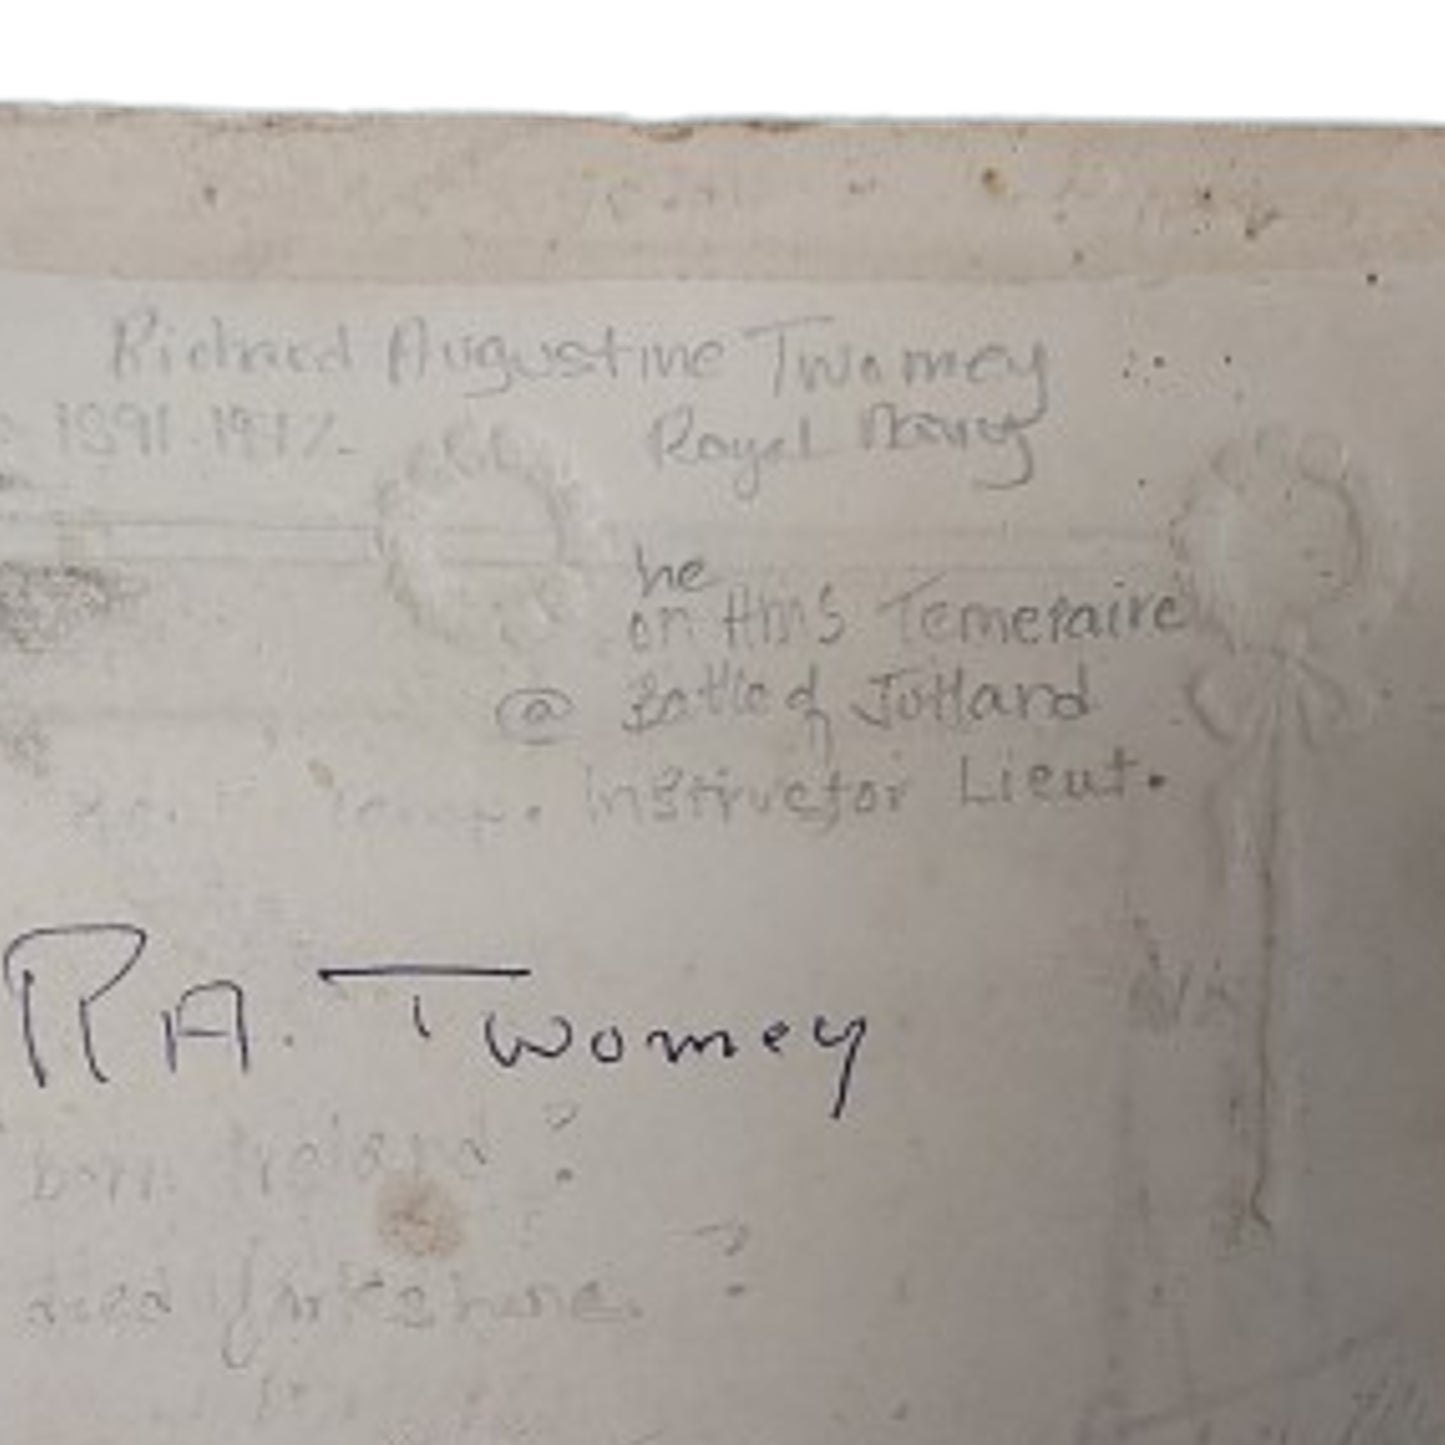 Richard Augustine Twomey
1891-1947
Royal Navy
he
on HMS Temeraire
@ Battle of Jutland
Instructor Lieut.
R.A. Twomey
born Ireland ?
died Yorkshire. ?